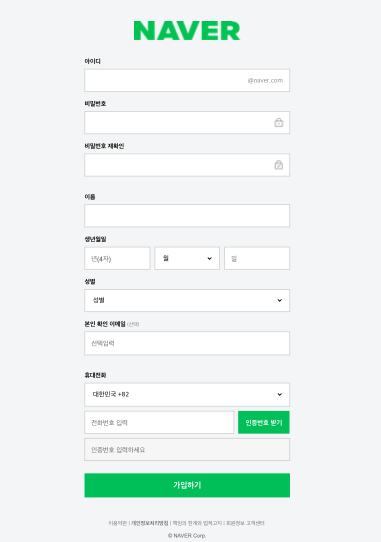 NAVER
아이디
@naver.com
비밀번호
비밀번호 재확인
이름
생년월일
년(4자) 월 일
성별
성별
본인 확인 이메일 (선택)
선택입력
휴대전화
대한민국 +82
전화번호 입력 인증번호 받기
인증번호 입력하세요
가입하기
이용약관 | 개인정보처리방침 | 책임의 한계와 법적고지 | 회원정보 고객센터
© NAVER Corp.